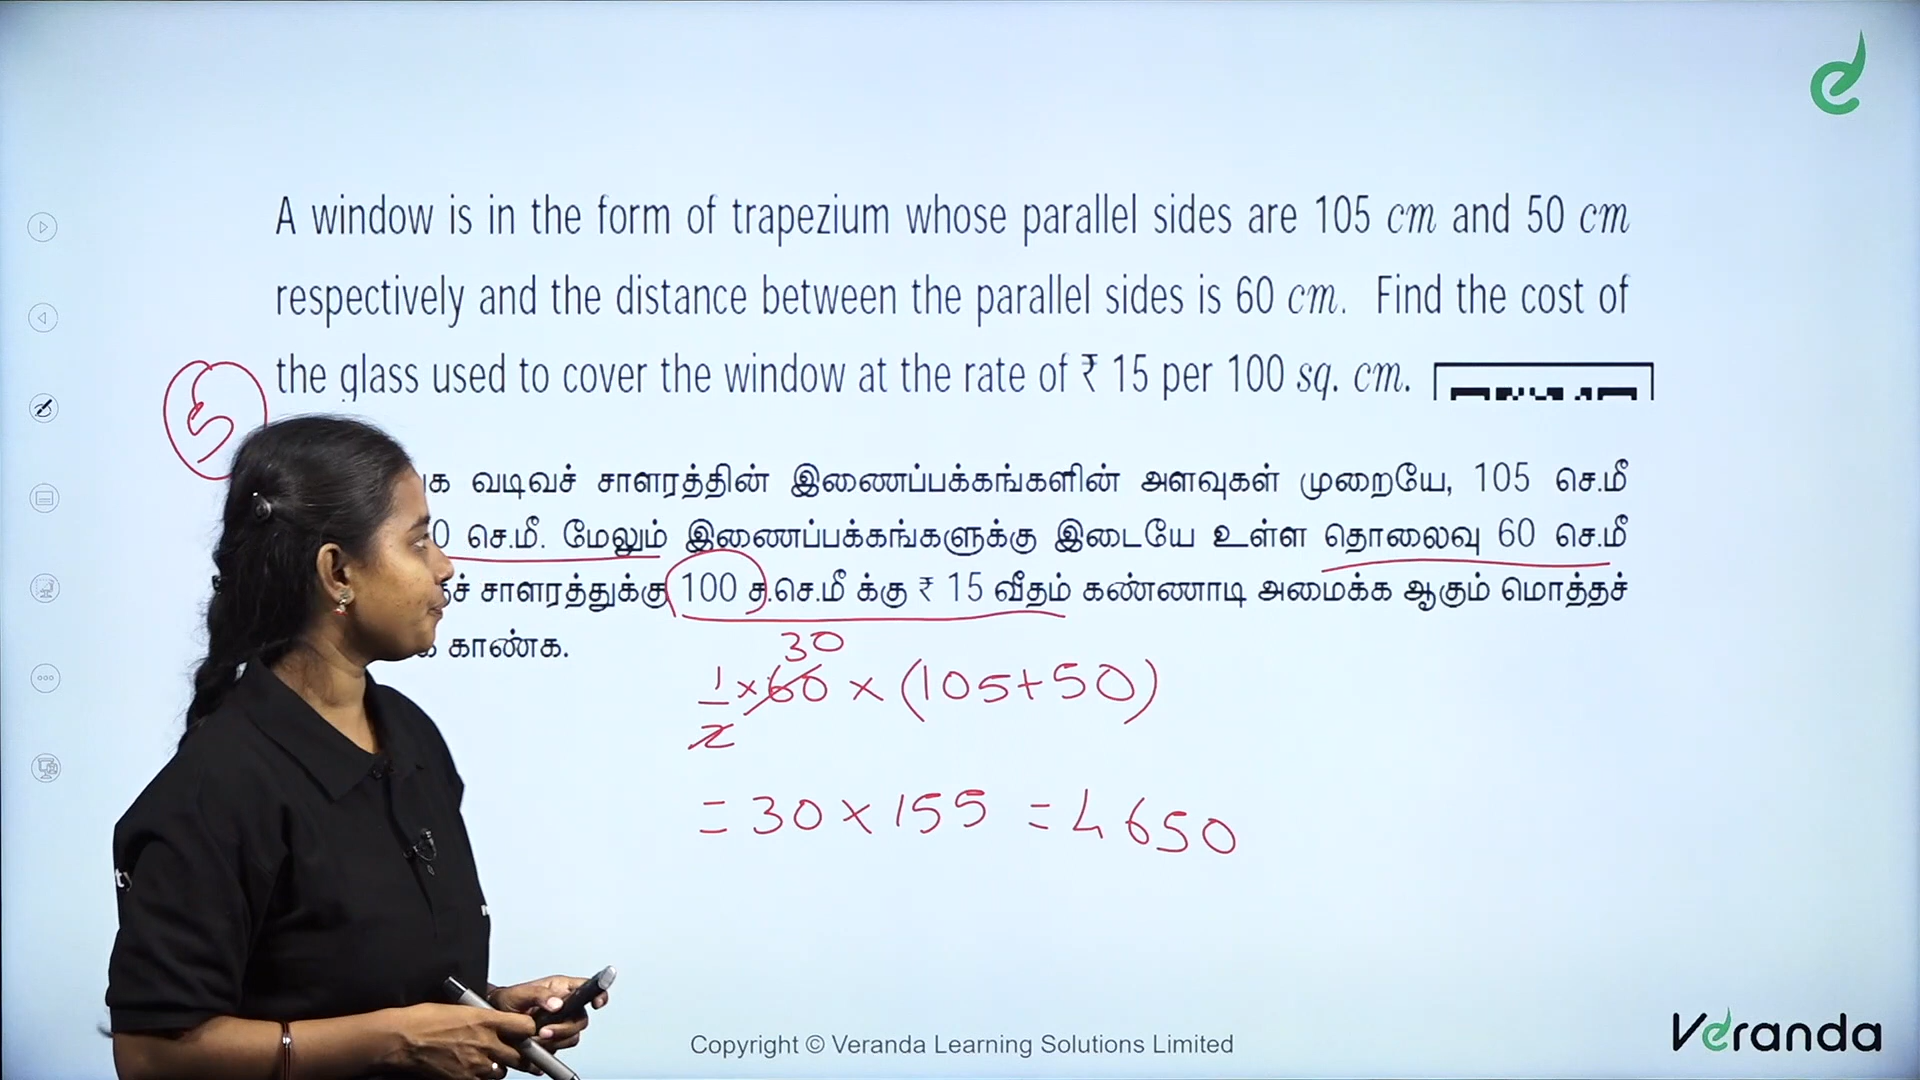 A window is in the form of trapezium whose parallel sides are 105 cm and 50 cm
respectively and the distance between the parallel sides is 60 cm. Find the cost of
the glass used to cover the window at the rate of ₹ 15 per 100 sq. cm.
5
வடிவச் சாளரத்தின் இணைப்பக்கங்களின் அளவுகள் முறையே, 105 செ.மீ
0 செ.மீ. மேலும் இணைப்பக்கங்களுக்கு இடையே உள்ள தொலைவு 60 செ.மீ
சாளரத்துக்கு 100 ச.செ.மீ க்கு ₹ 15 வீதம் கண்ணாடி அமைக்க ஆகும் மொத்தச்
காண்க.
30
1/2 × 60 × (105+50)
= 30 × 155 = 4650
Copyright © Veranda Learning Solutions Limited
Veranda